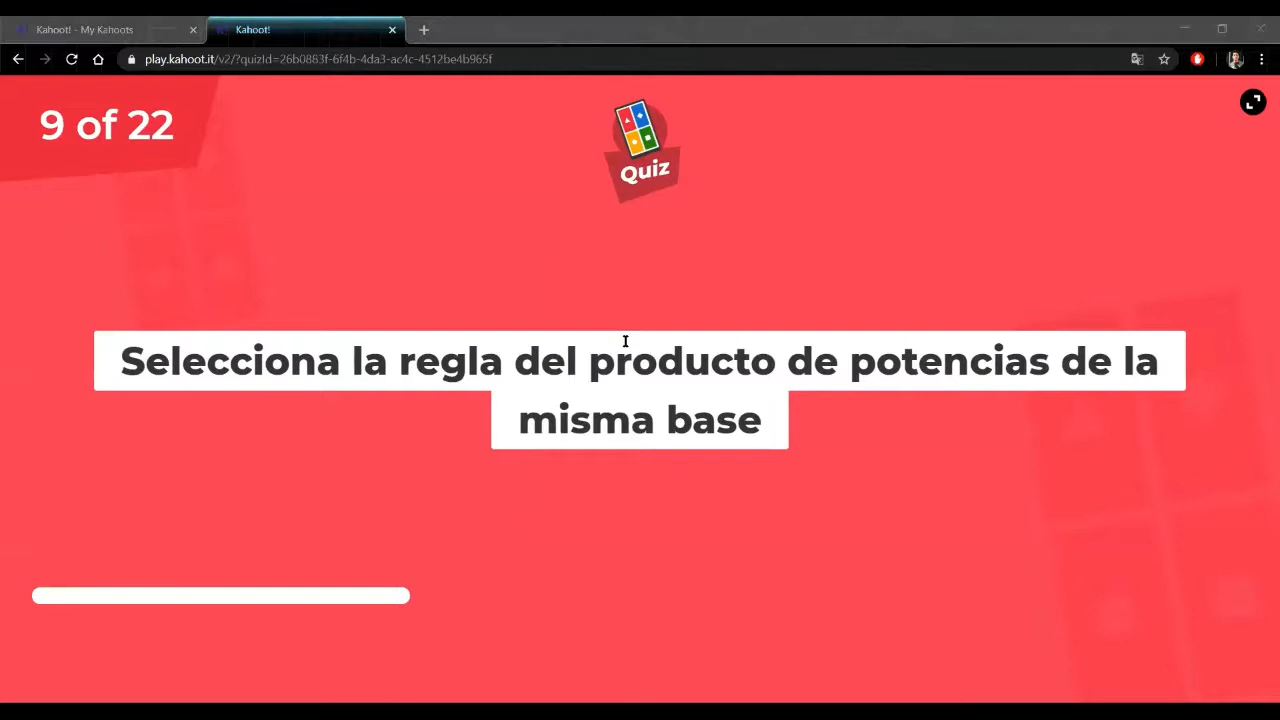 Kahoot! - My Kahoots
Kahoot!
play.kahoot.it/v2/?quizId=26b0883f-6f4b-4da3-ac4c-4512be4b965f
9 of 22
Quiz
Selecciona la regla del producto de potencias de la
misma base